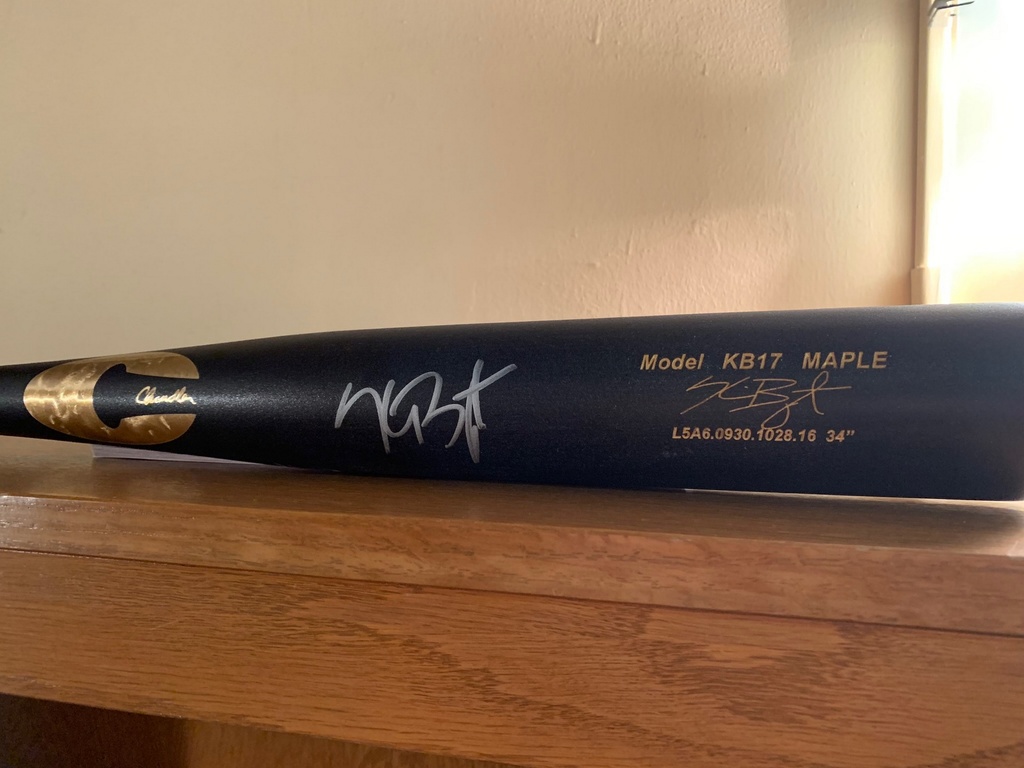 Chandler
Model KB17 MAPLE
L5A6.0930.1028.16 34"